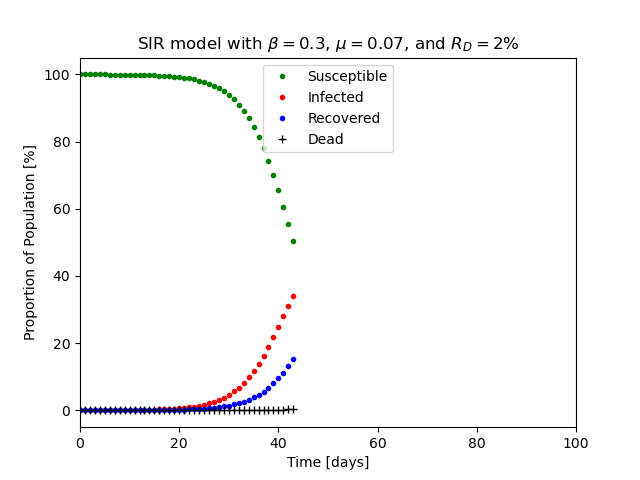 SIR model with β = 0.3, μ = 0.07, and R_D = 2%
Susceptible
Infected
Recovered
Dead
Proportion of Population [%]
100
80
60
40
20
0
0 20 40 60 80 100
Time [days]